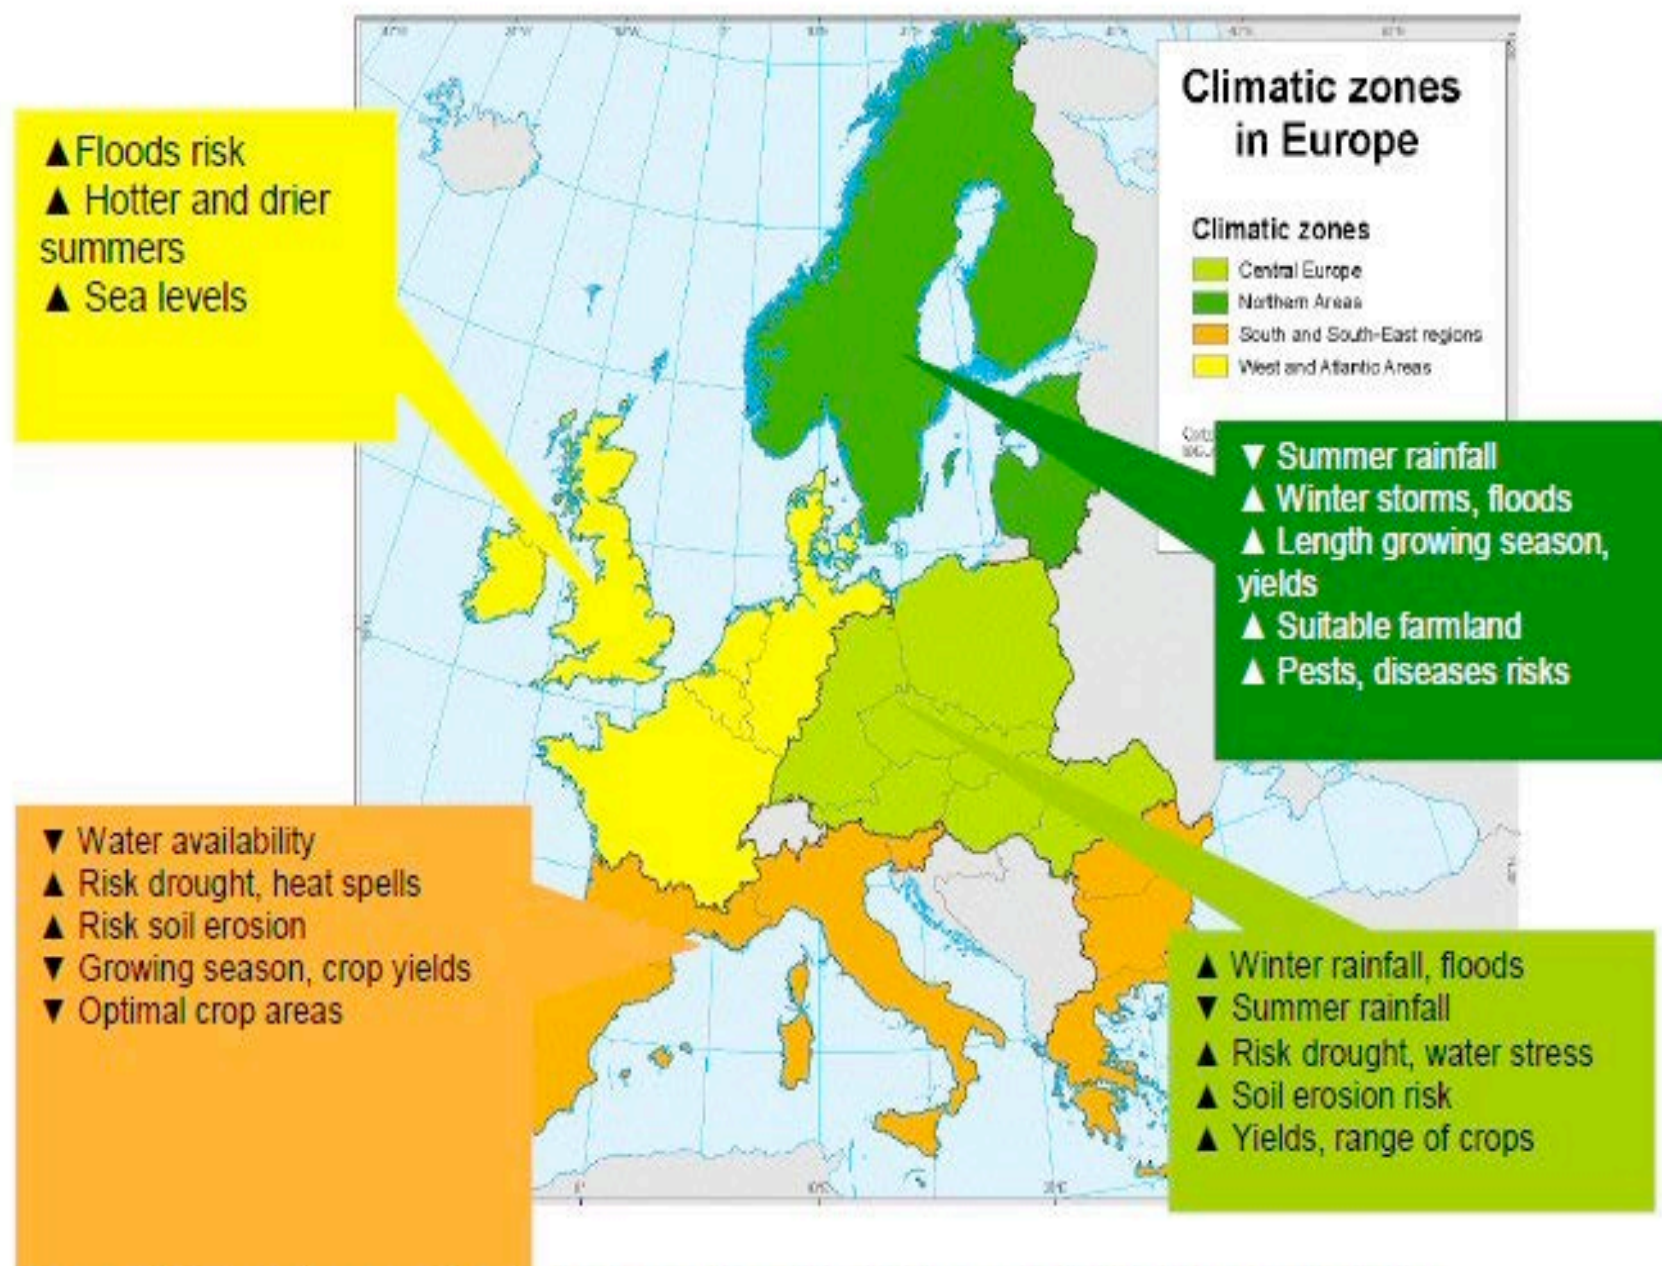 Climatic zones
in Europe
Climatic zones
Central Europe
Northern Areas
South and South-East regions
West and Atlantic Areas
▲Floods risk
▲ Hotter and drier
summers
▲ Sea levels
▼ Summer rainfall
▲ Winter storms, floods
▲ Length growing season,
yields
▲ Suitable farmland
▲ Pests, diseases risks
▼ Water availability
▲ Risk drought, heat spells
▲ Risk soil erosion
▼ Growing season, crop yields
▼ Optimal crop areas
▲ Winter rainfall, floods
▼ Summer rainfall
▲ Risk drought, water stress
▲ Soil erosion risk
▲ Yields, range of crops